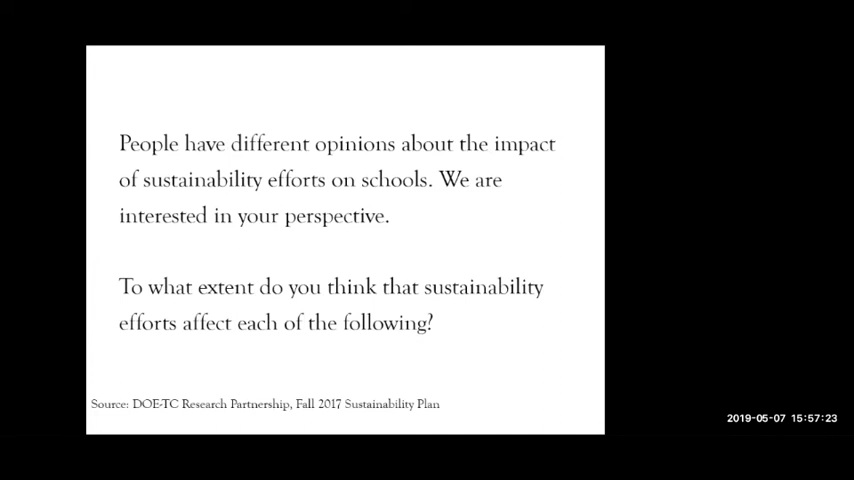 People have different opinions about the impact
of sustainability efforts on schools. We are
interested in your perspective.
To what extent do you think that sustainability
efforts affect each of the following?
Source: DOE-TC Research Partnership, Fall 2017 Sustainability Plan
2019-05-07 15:57:23